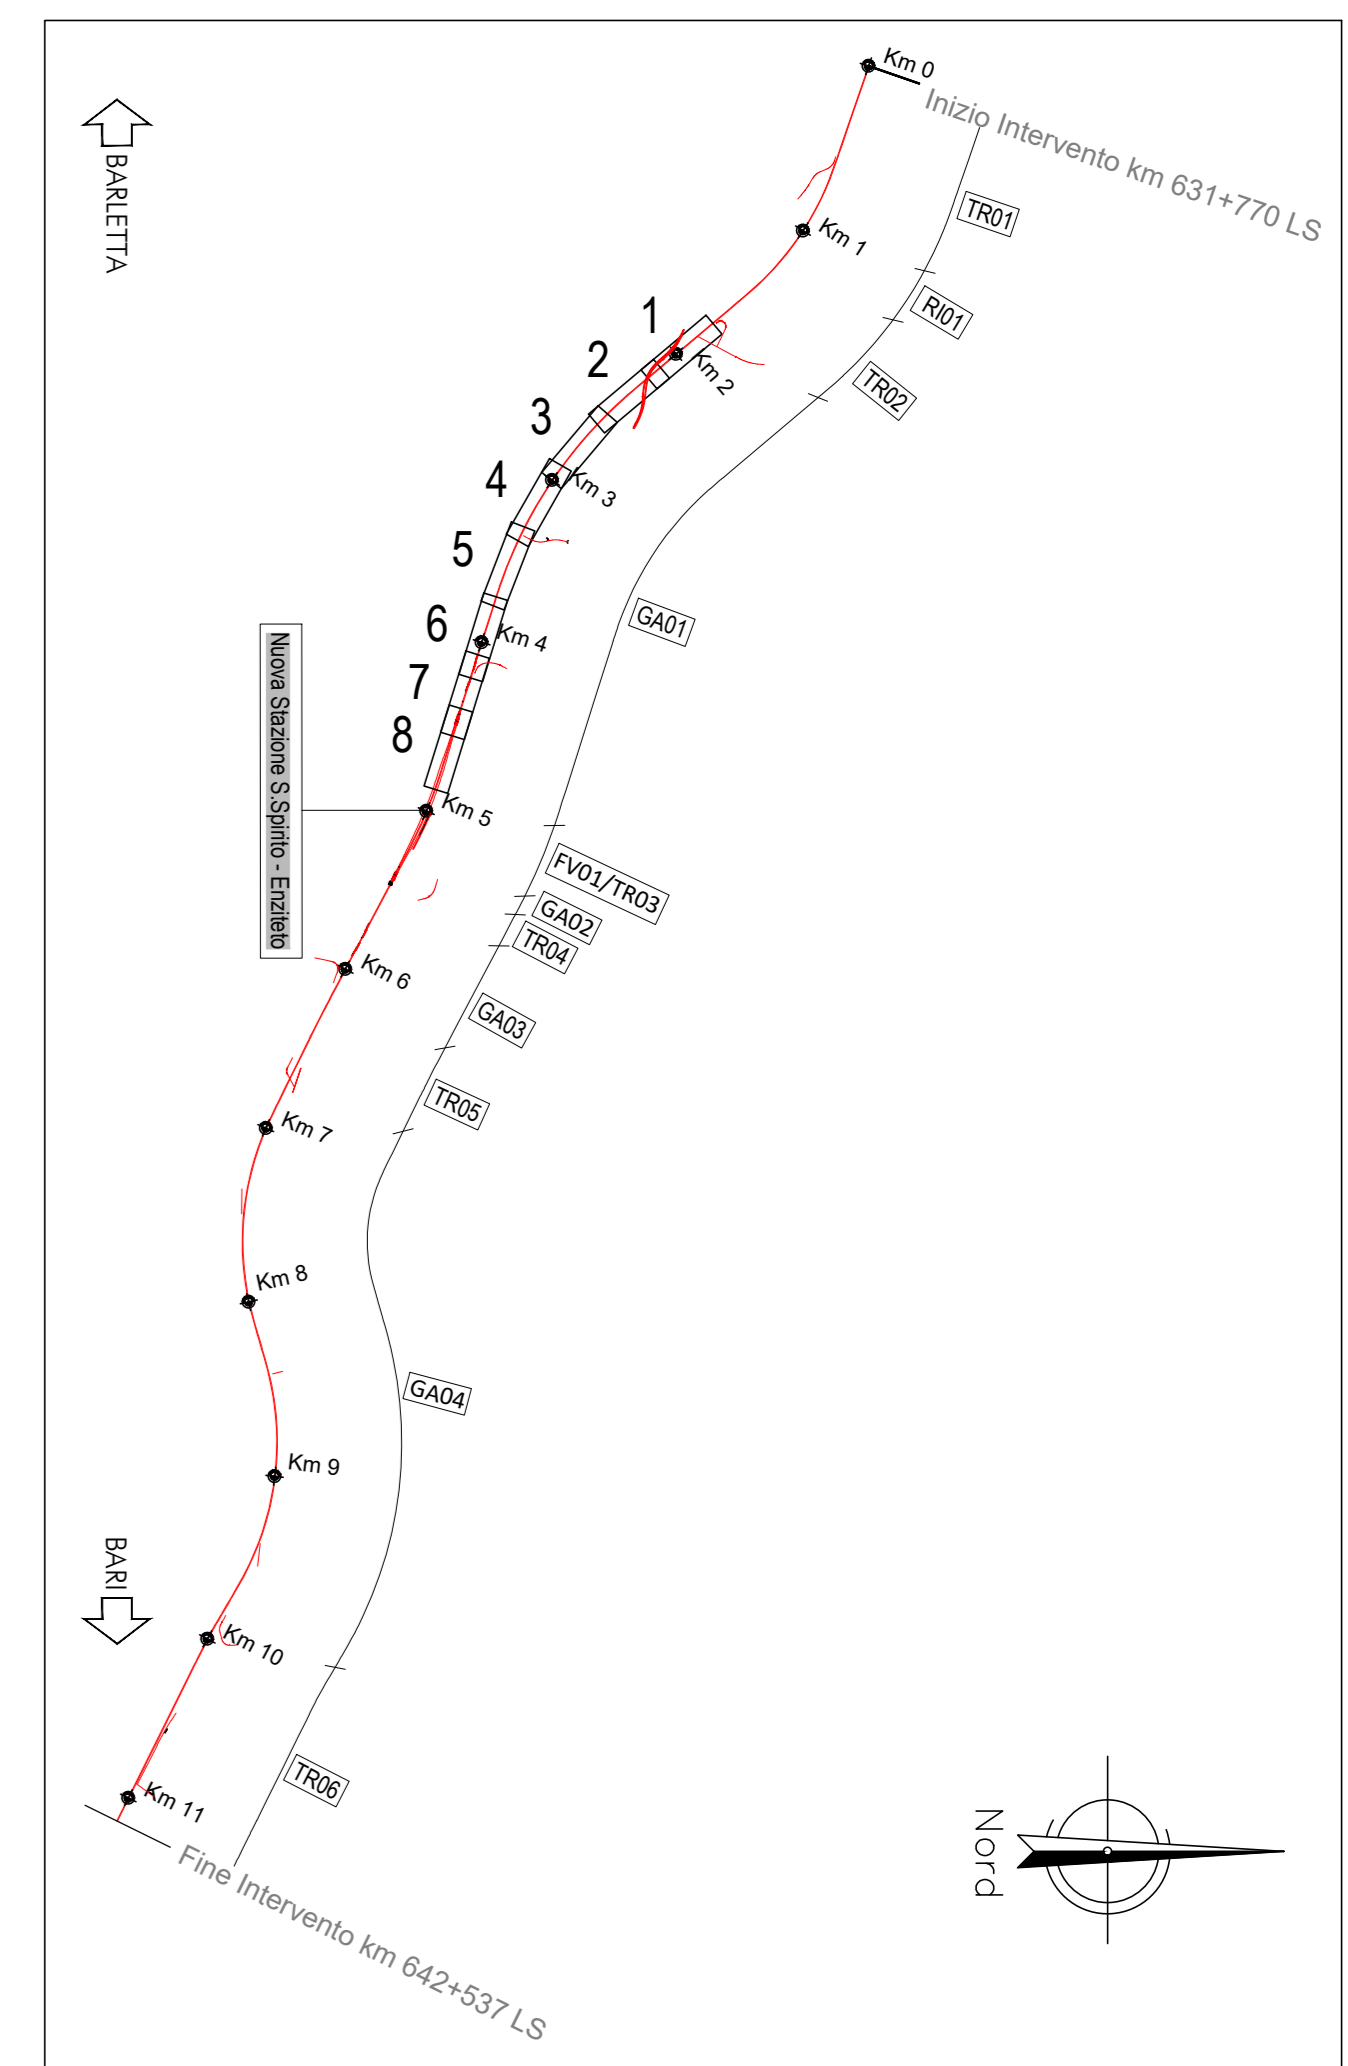 Km 0
Inizio Intervento km 631+770 LS
BARLETTA
TR01
Km 1
RI01
1
Km 2
2
TR02
3
Km 3
4
5
GA01
6
Km 4
7
8
Nuova Stazione S.Spirito - Enziteto
Km 5
FV01/TR03
GA02
TR04
Km 6
GA03
TR05
Km 7
Km 8
GA04
Km 9
BARI
Km 10
TR06
Km 11
Nord
Fine Intervento km 642+537 LS